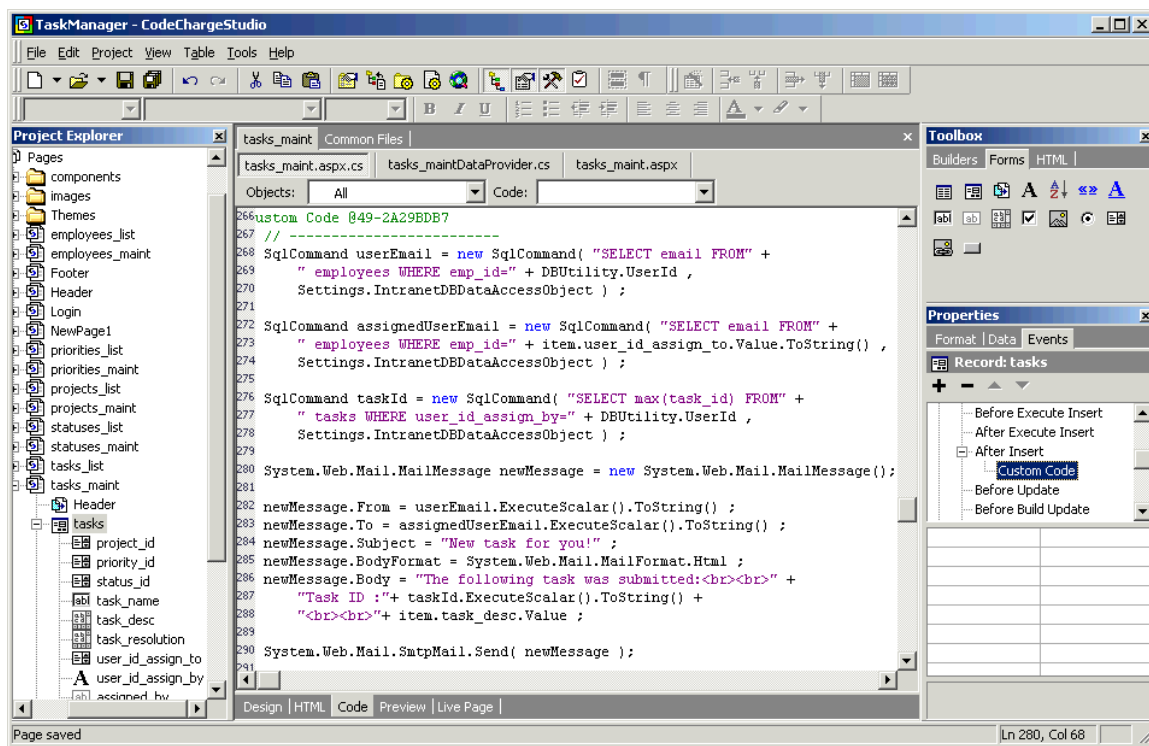 TaskManager - CodeChargeStudio
File Edit Project View Table Tools Help
B I U A
Project Explorer
Pages
components
images
Themes
employees_list
employees_maint
Footer
Header
Login
NewPage1
priorities_list
priorities_maint
projects_list
projects_maint
statuses_list
statuses_maint
tasks_list
tasks_maint
Header
tasks
project_id
priority_id
status_id
task_name
task_desc
task_resolution
user_id_assign_to
user_id_assign_by
assigned_by
tasks_maint Common Files
tasks_maint.aspx.cs tasks_maintDataProvider.cs tasks_maint.aspx
Objects: All Code:
266 ustom Code @49-2A29BDB7
267 // --------------------------
268 SqlCommand userEmail = new SqlCommand( "SELECT email FROM" +
269 " employees WHERE emp_id=" + DBUtility.UserId ,
270 Settings.IntranetDBDataAccessObject ) ;
271
272 SqlCommand assignedUserEmail = new SqlCommand( "SELECT email FROM" +
273 " employees WHERE emp_id=" + item.user_id_assign_to.Value.ToString() ,
274 Settings.IntranetDBDataAccessObject ) ;
275
276 SqlCommand taskId = new SqlCommand( "SELECT max(task_id) FROM" +
277 " tasks WHERE user_id_assign_by=" + DBUtility.UserId ,
278 Settings.IntranetDBDataAccessObject ) ;
279
280 System.Web.Mail.MailMessage newMessage = new System.Web.Mail.MailMessage();
281
282 newMessage.From = userEmail.ExecuteScalar().ToString() ;
283 newMessage.To = assignedUserEmail.ExecuteScalar().ToString() ;
284 newMessage.Subject = "New task for you!" ;
285 newMessage.BodyFormat = System.Web.Mail.MailFormat.Html ;
286 newMessage.Body = "The following task was submitted:<br><br>" +
287 "Task ID :"+ taskId.ExecuteScalar().ToString() +
288 "<br><br>"+ item.task_desc.Value ;
289
290 System.Web.Mail.SmtpMail.Send( newMessage );
291
Design HTML Code Preview Live Page
Toolbox
Builders Forms HTML
Properties
Format Data Events
Record: tasks
Before Execute Insert
After Execute Insert
After Insert
Custom Code
Before Update
Before Build Update
Page saved
Ln 280, Col 68